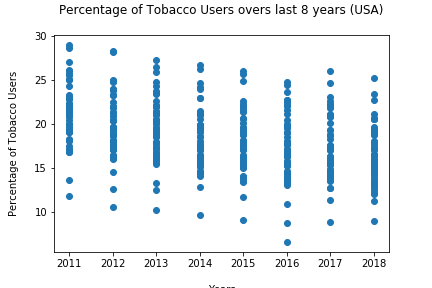 Percentage of Tobacco Users overs last 8 years (USA)
Percentage of Tobacco Users
30
25
20
15
10
2011 2012 2013 2014 2015 2016 2017 2018
Years